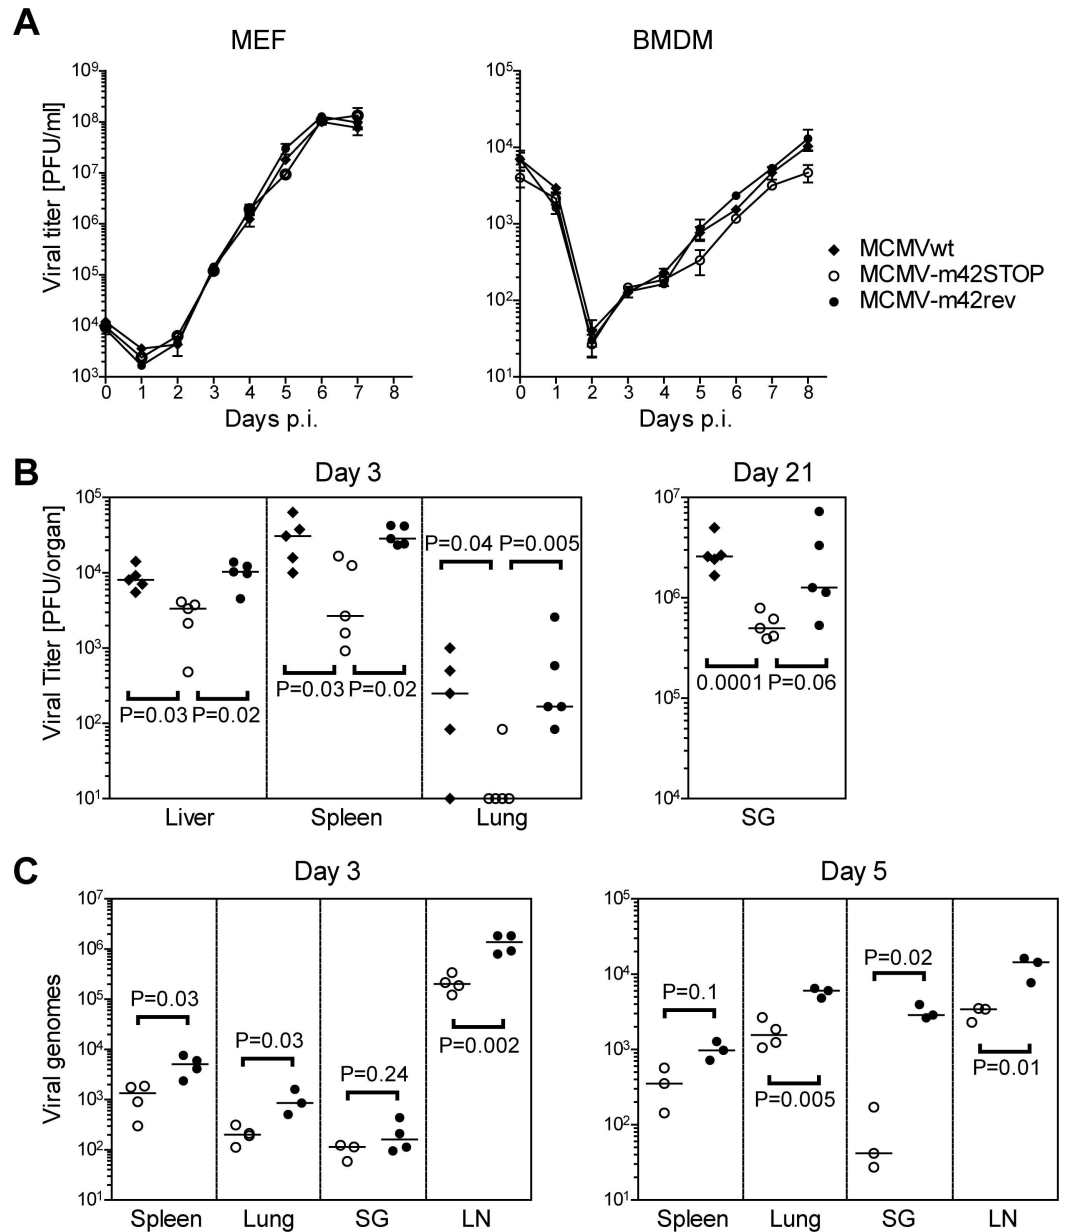 A
MEF
BMDM
Viral titer [PFU/ml]
10⁹
10⁸
10⁷
10⁶
10⁵
10⁴
10³
0 1 2 3 4 5 6 7 8
Days p.i.
10⁵
10⁴
10³
10²
10¹
0 1 2 3 4 5 6 7 8
Days p.i.
MCMVwt
MCMV-m42STOP
MCMV-m42rev
B
Day 3
Day 21
Viral Titer [PFU/organ]
10⁵
10⁴
10³
10²
10¹
P=0.03 P=0.02
P=0.03 P=0.02
P=0.04 P=0.005
Liver Spleen Lung
10⁷
10⁶
10⁵
10⁴
0.0001 P=0.06
SG
C
Day 3
Day 5
Viral genomes
10⁷
10⁶
10⁵
10⁴
10³
10²
10¹
P=0.03
P=0.03
P=0.24
P=0.002
Spleen Lung SG LN
10⁵
10⁴
10³
10²
10¹
P=0.1
P=0.005
P=0.02
P=0.01
Spleen Lung SG LN